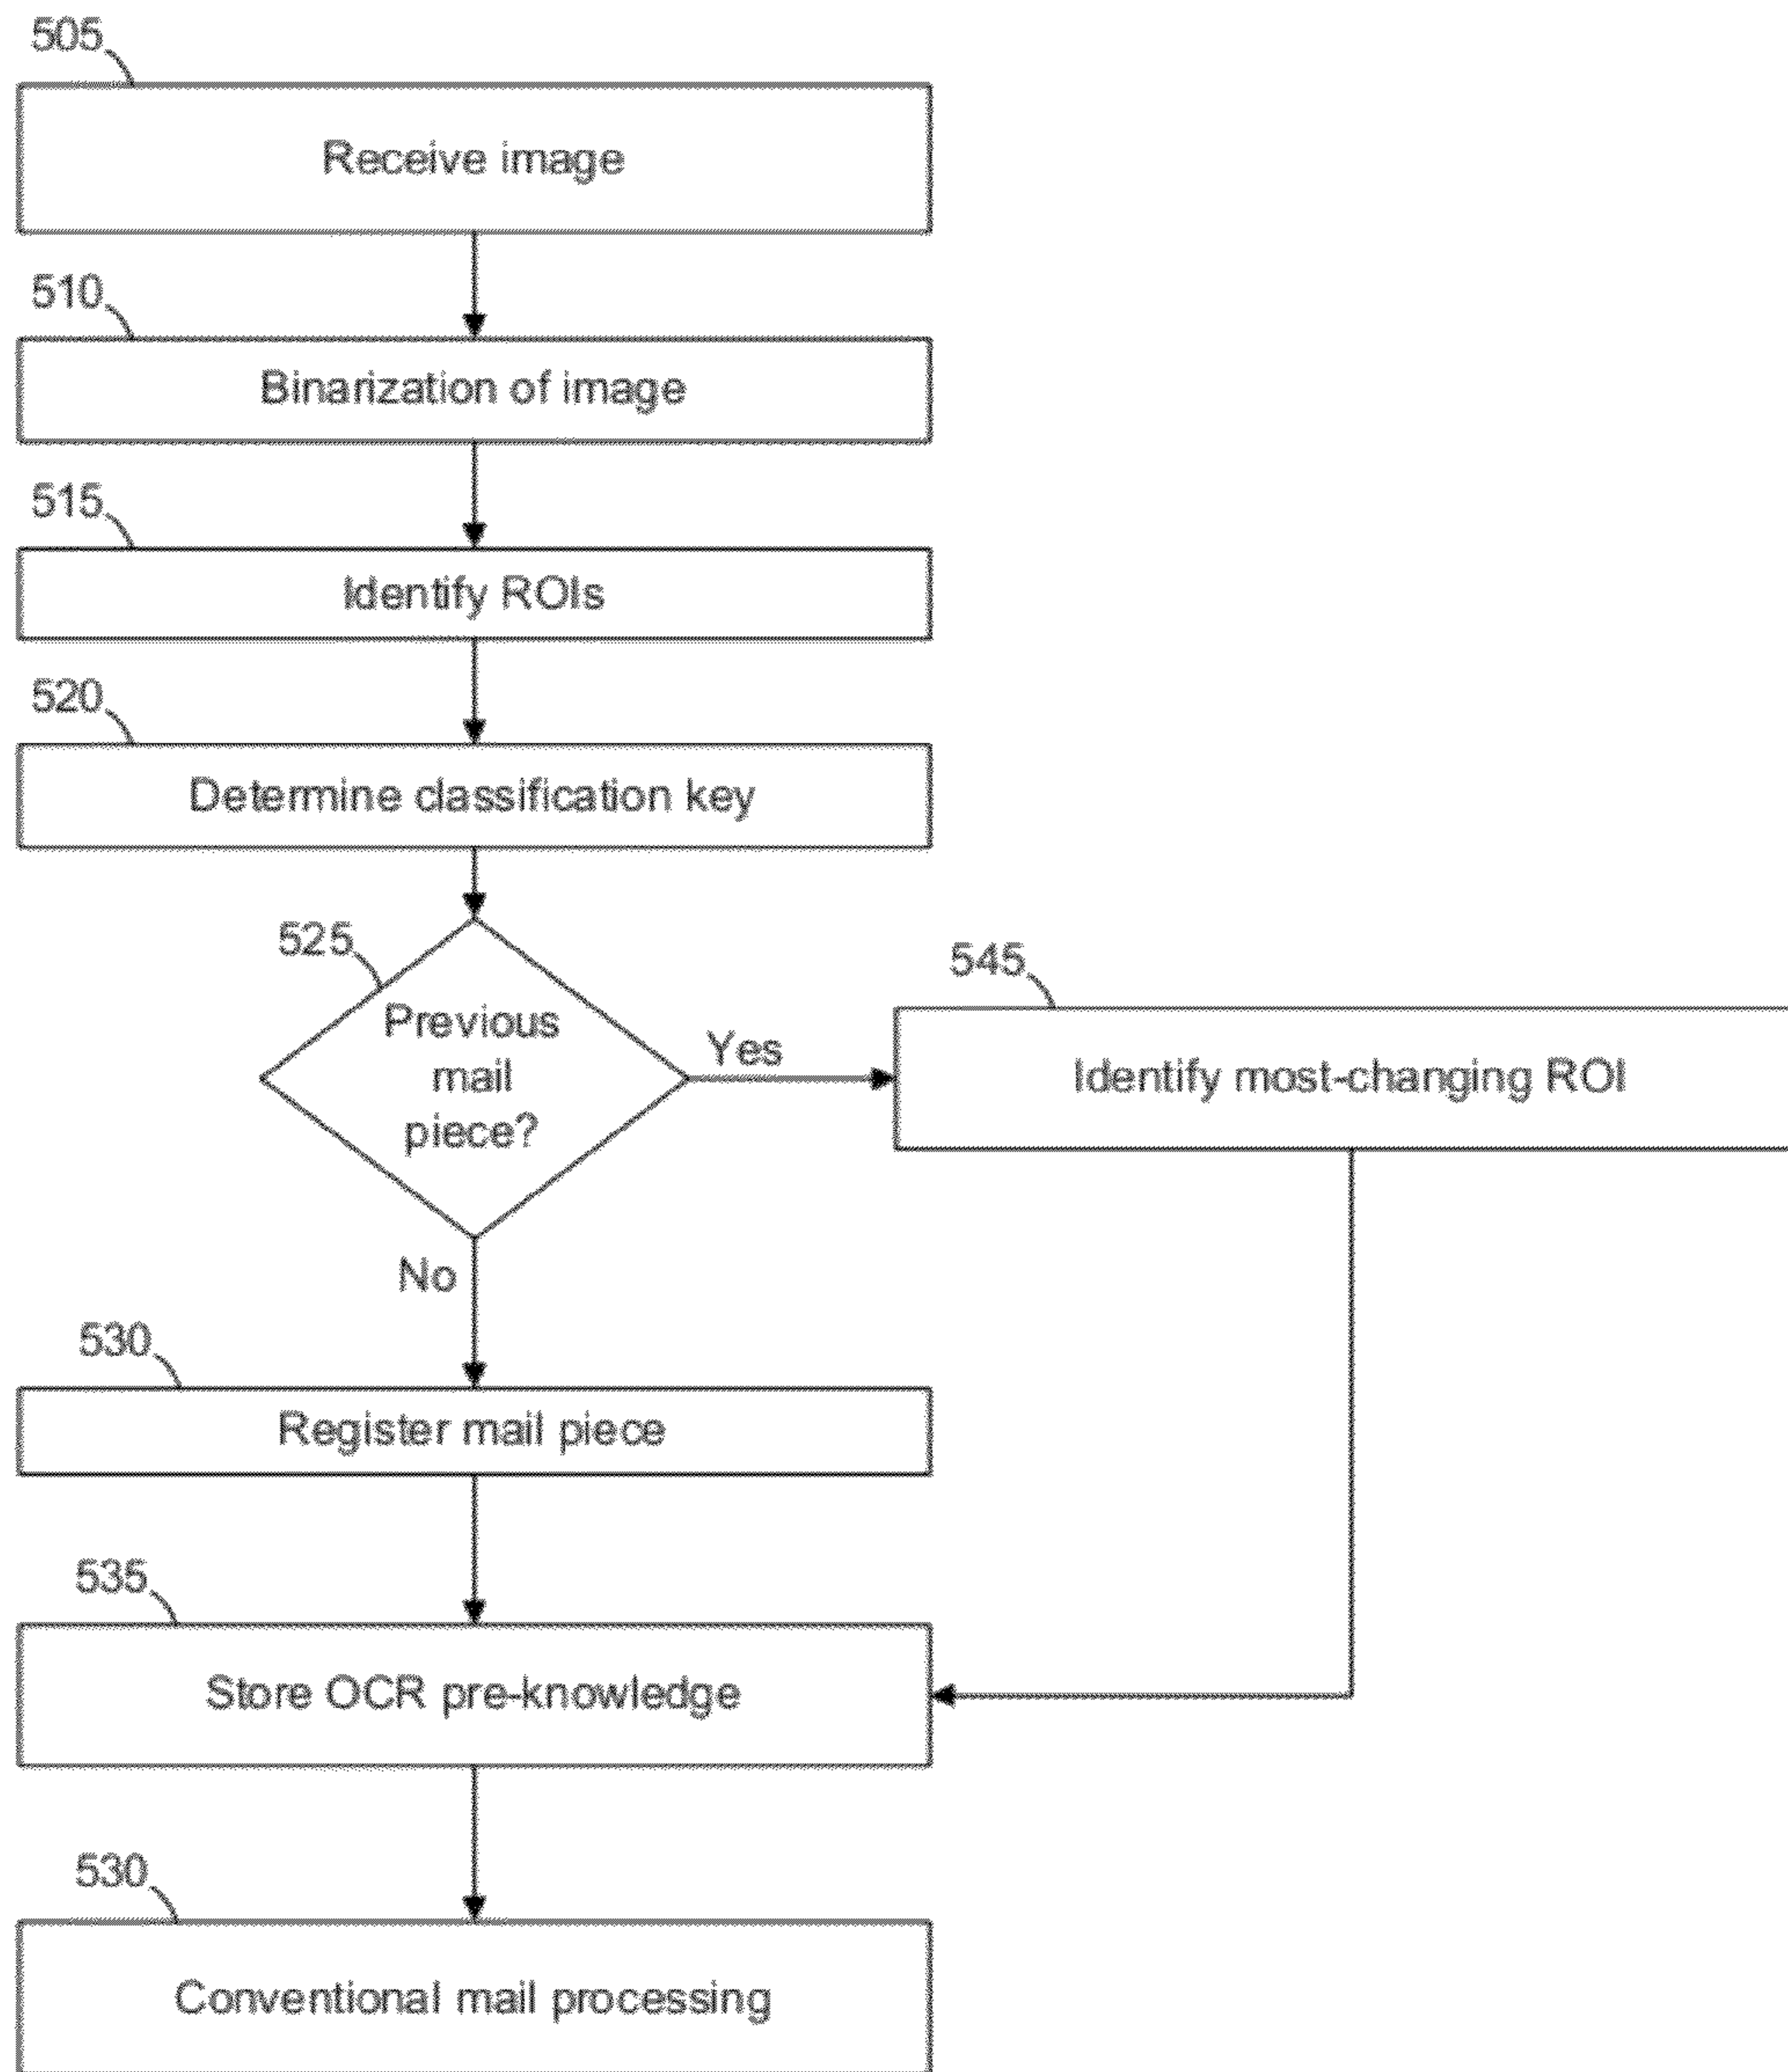 505
Receive image
510
Binarization of image
515
Identify ROIs
520
Determine classification key
525
Previous
mail
piece?
Yes
545
Identify most-changing ROI
No
530
Register mail piece
535
Store OCR pre-knowledge
530
Conventional mail processing